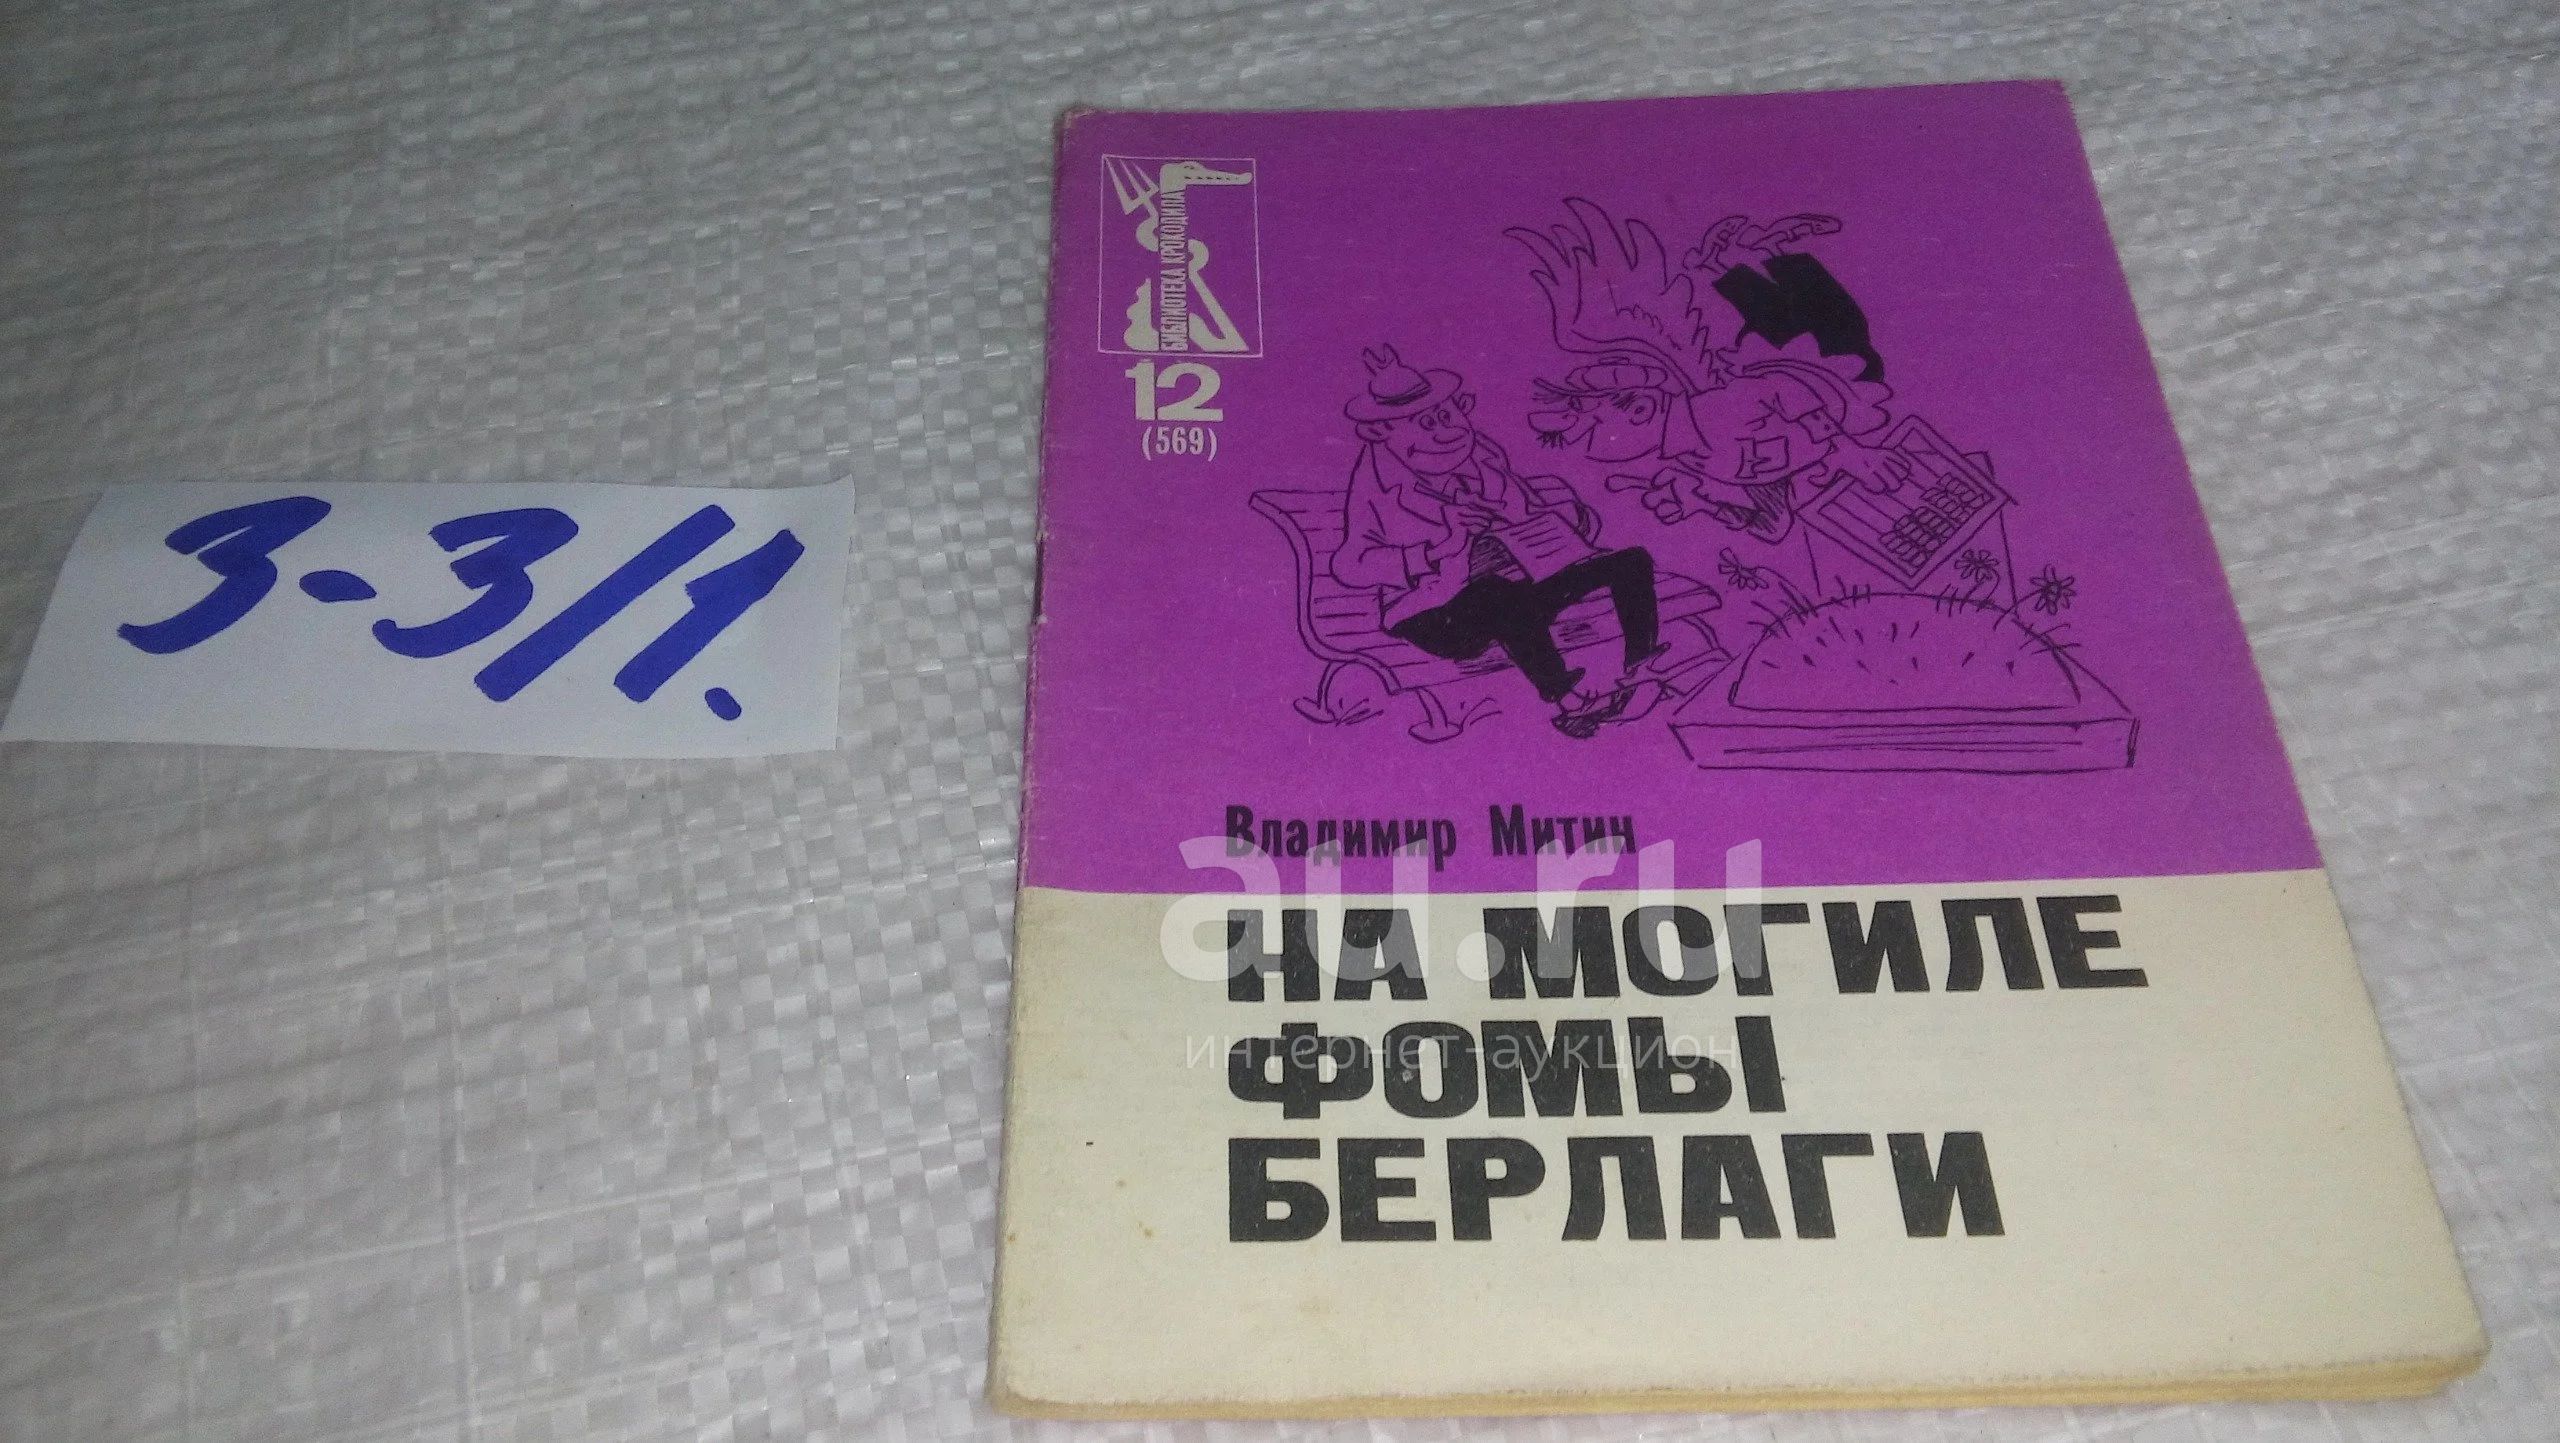 3-3/1.
БИБЛИОТЕКА КРОКОДИЛА
12
(569)
Владимир Митин
НА МОГИЛЕ
ФОМЫ
БЕРЛАГИ
au.ru
интернет-аукцион